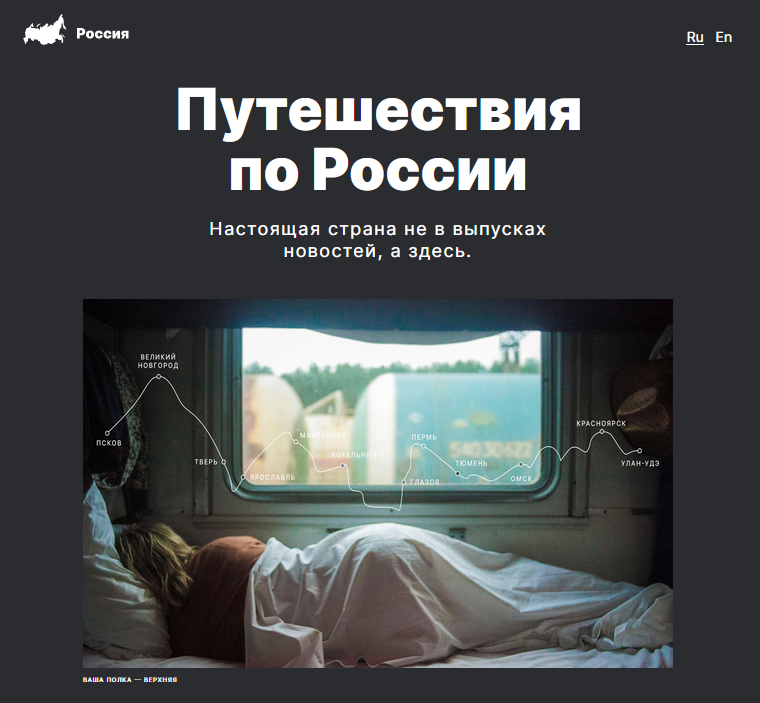 Россия
Ru En
Путешествия
по России
Настоящая страна не в выпусках
новостей, а здесь.
ВЕЛИКИЙ
НОВГОРОД
ПСКОВ
ТВЕРЬ
ЯРОСЛАВЛЬ
МАНТУРОВО
КОТЕЛЬНИЧ
ПЕРМЬ
ГЛАЗОВ
ТЮМЕНЬ
ОМСК
КРАСНОЯРСК
УЛАН-УДЭ
ВАША ПОЛКА — ВЕРХНЯЯ